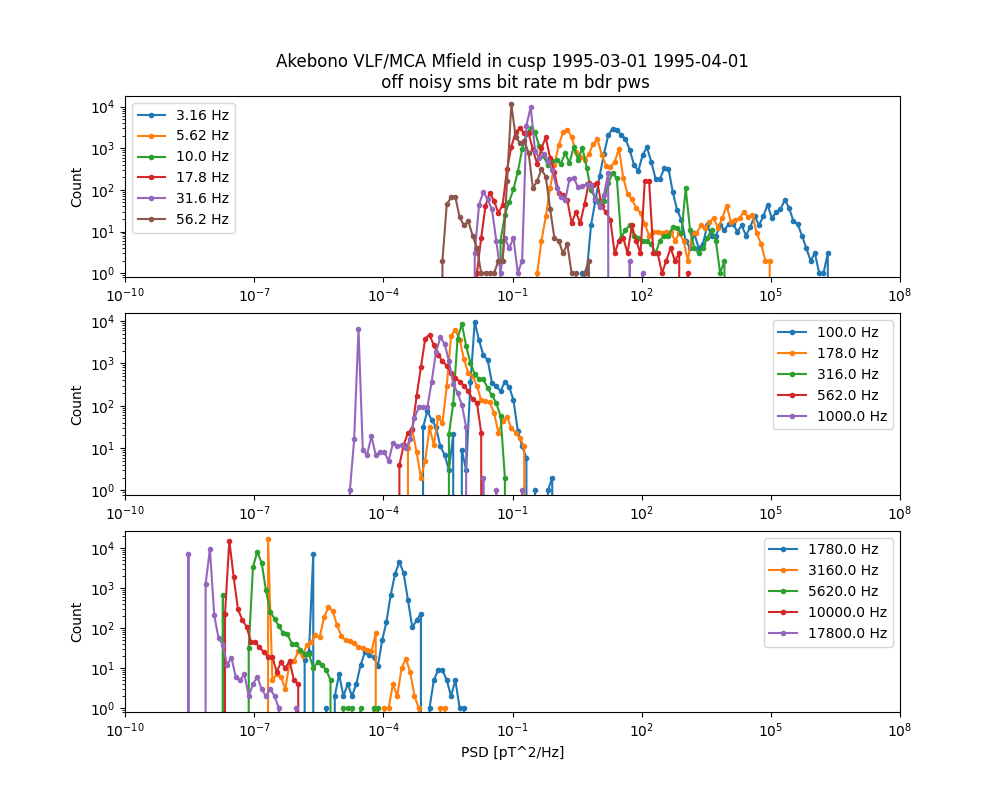 Akebono VLF/MCA Mfield in cusp 1995-03-01 1995-04-01
off noisy sms bit rate m bdr pws
Count
10^4
10^3
10^2
10^1
10^0
3.16 Hz
5.62 Hz
10.0 Hz
17.8 Hz
31.6 Hz
56.2 Hz
10^-10 10^-7 10^-4 10^-1 10^2 10^5 10^8
Count
10^4
10^3
10^2
10^1
10^0
100.0 Hz
178.0 Hz
316.0 Hz
562.0 Hz
1000.0 Hz
10^-10 10^-7 10^-4 10^-1 10^2 10^5 10^8
Count
10^4
10^3
10^2
10^1
10^0
1780.0 Hz
3160.0 Hz
5620.0 Hz
10000.0 Hz
17800.0 Hz
10^-10 10^-7 10^-4 10^-1 10^2 10^5 10^8
PSD [pT^2/Hz]